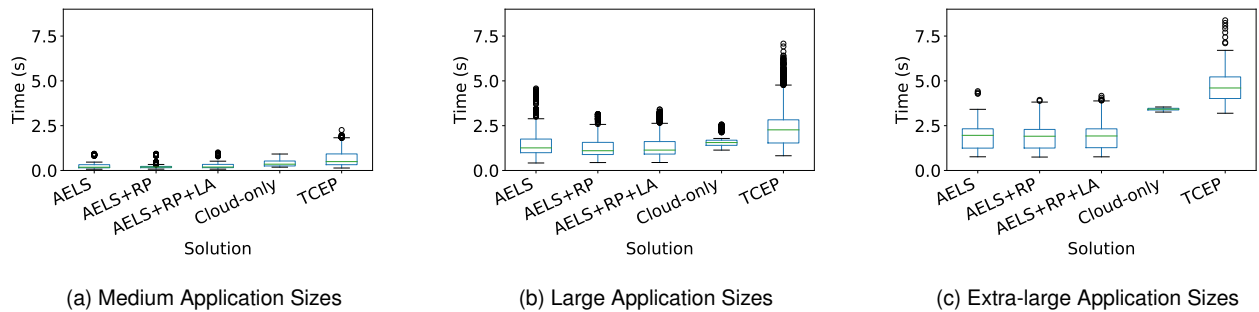 7.5
5.0
2.5
0.0
Time (s)
AELS
AELS+RP
AELS+RP+LA
Cloud-only
TCEP
Solution
(a) Medium Application Sizes
7.5
5.0
2.5
0.0
Time (s)
AELS
AELS+RP
AELS+RP+LA
Cloud-only
TCEP
Solution
(b) Large Application Sizes
7.5
5.0
2.5
0.0
Time (s)
AELS
AELS+RP
AELS+RP+LA
Cloud-only
TCEP
Solution
(c) Extra-large Application Sizes